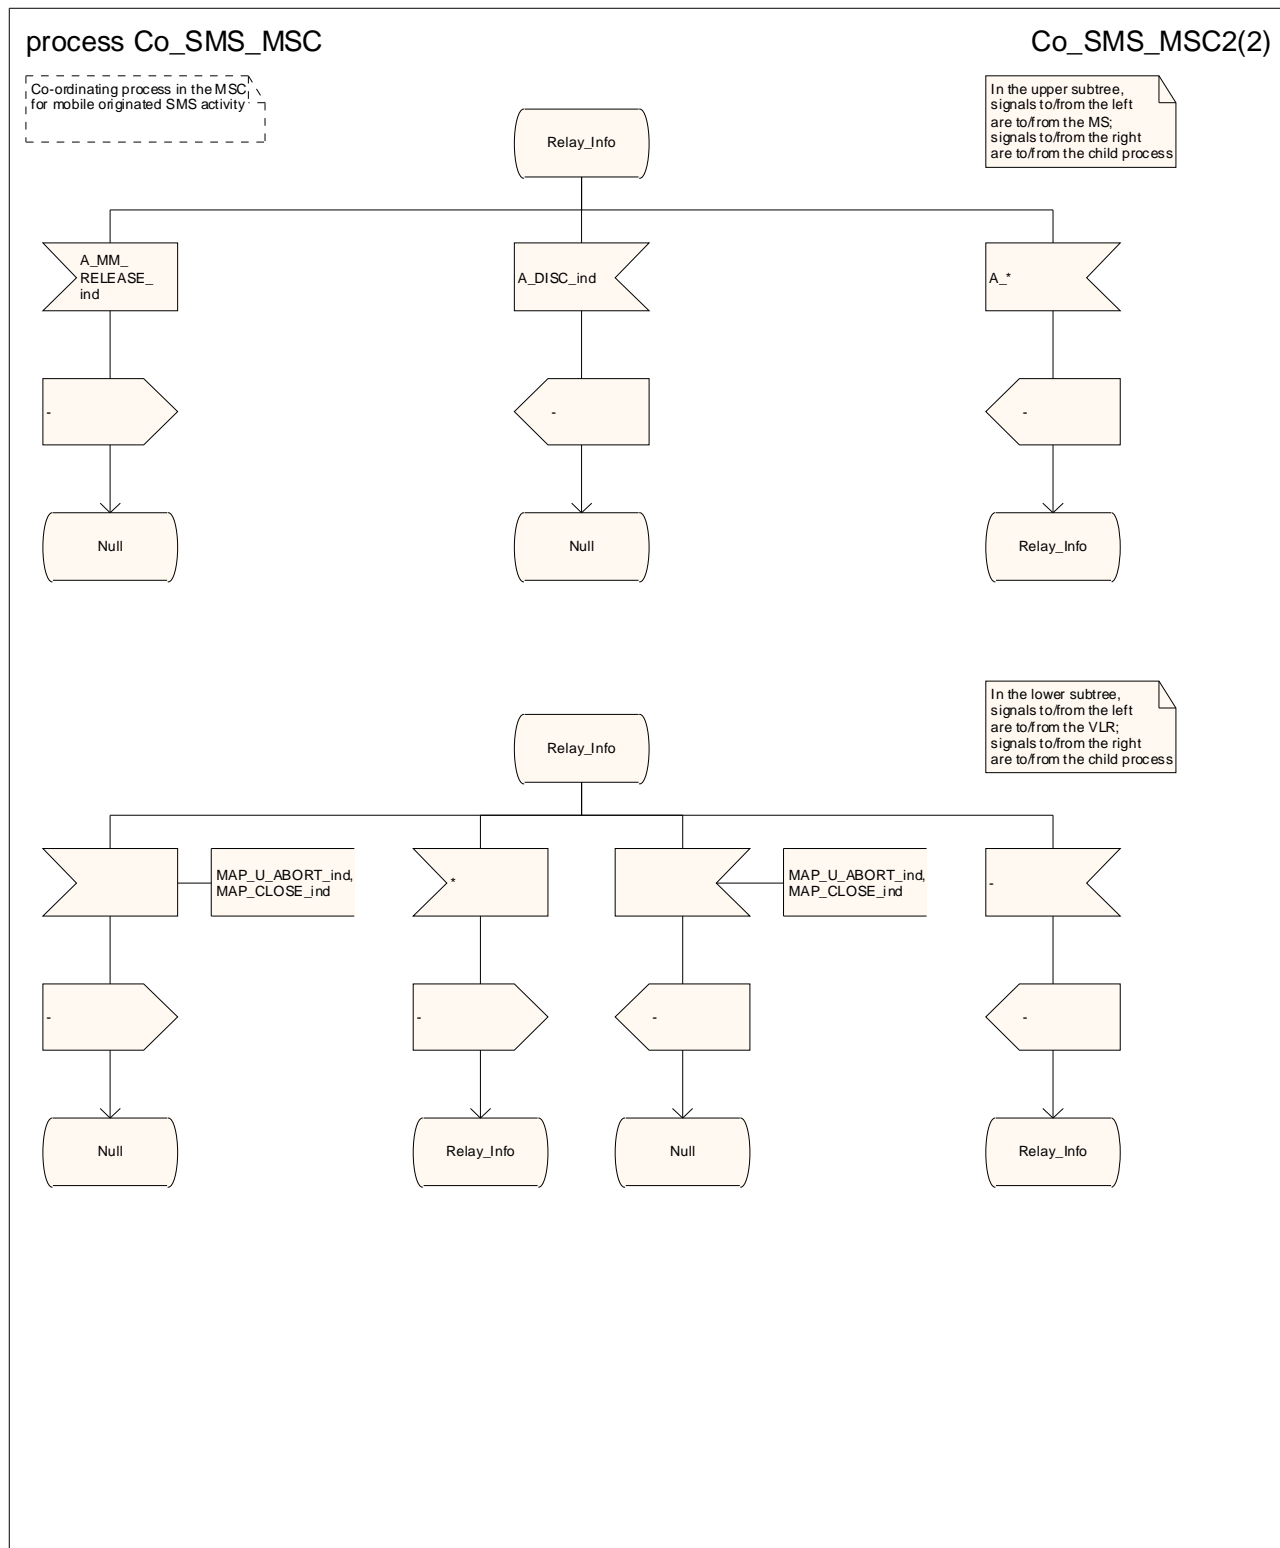 process Co_SMS_MSC
Co_SMS_MSC2(2)
Co-ordinating process in the MSC
for mobile originated SMS activity
In the upper subtree,
signals to/from the left
are to/from the MS;
signals to/from the right
are to/from the child process
Relay_Info
A_MM_
RELEASE_
ind
A_DISC_ind
A_*
-
-
-
Null
Null
Relay_Info
In the lower subtree,
signals to/from the left
are to/from the VLR;
signals to/from the right
are to/from the child process
Relay_Info
MAP_U_ABORT_ind,
MAP_CLOSE_ind
*
MAP_U_ABORT_ind,
MAP_CLOSE_ind
-
-
-
-
-
Null
Relay_Info
Null
Relay_Info